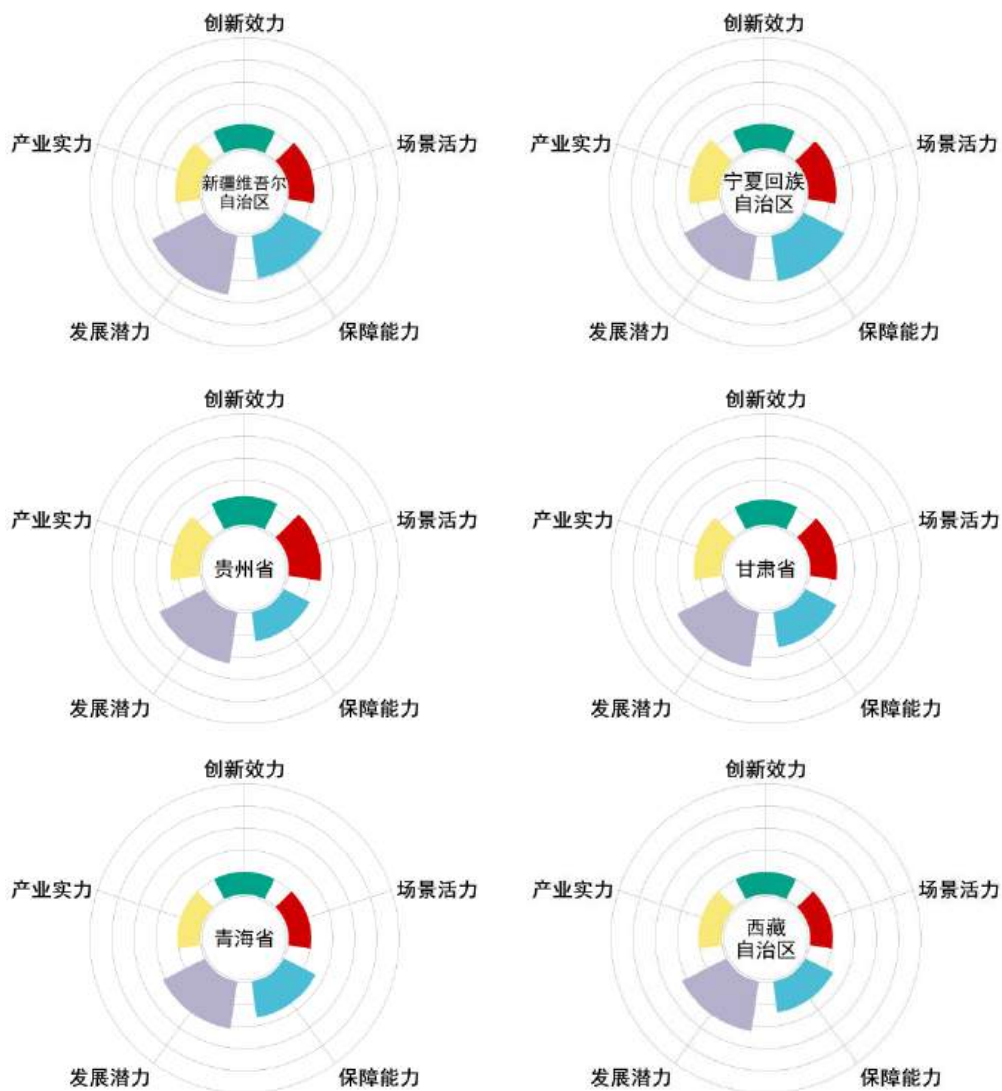 创新效力
创新效力
产业实力
场景活力
产业实力
场景活力
新疆维吾尔
自治区
宁夏回族
自治区
发展潜力
保障能力
发展潜力
保障能力
创新效力
创新效力
产业实力
场景活力
产业实力
场景活力
贵州省
甘肃省
发展潜力
保障能力
发展潜力
保障能力
创新效力
创新效力
产业实力
场景活力
产业实力
场景活力
青海省
西藏
自治区
发展潜力
保障能力
发展潜力
保障能力